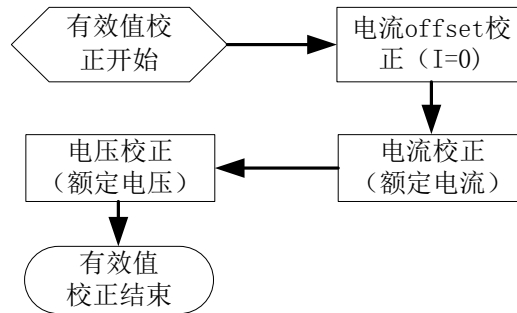 有效值校
正开始
电流offset校
正（I=0)
电流校正
（额定电流）
电压校正
（额定电压）
有效值
校正结束